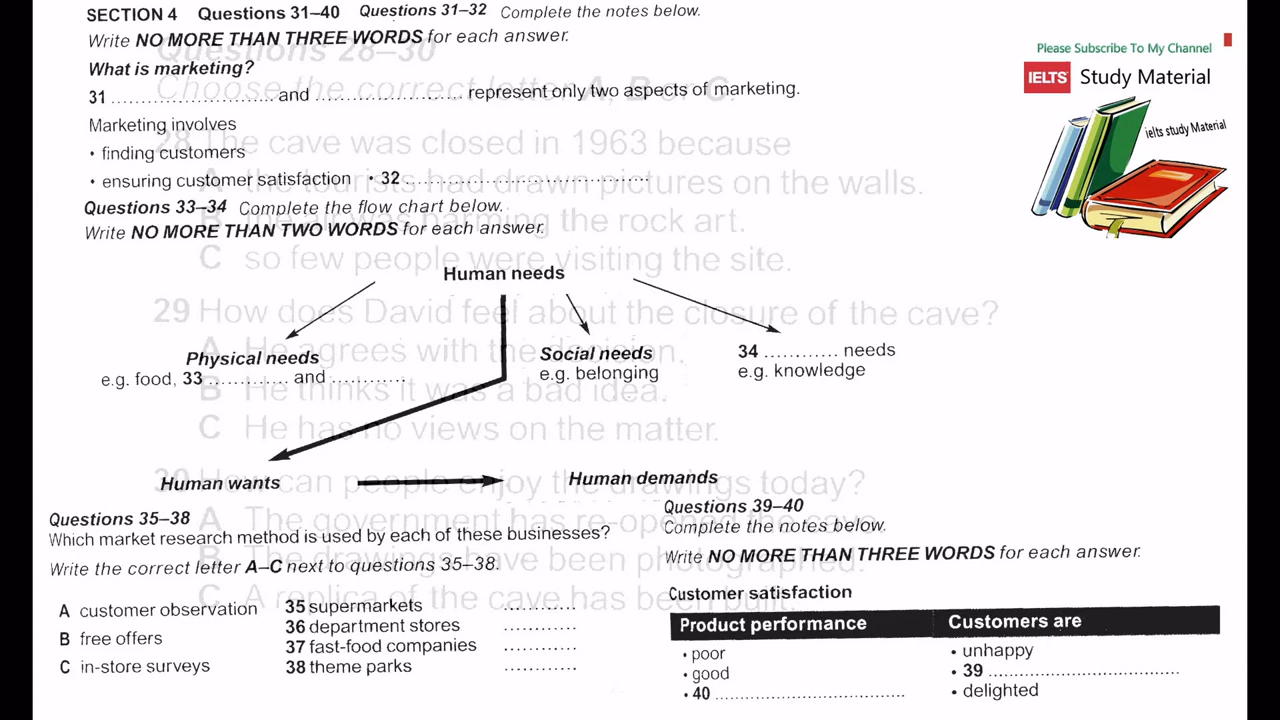 SECTION 4 Questions 31–40 Questions 31–32 Complete the notes below.
Write NO MORE THAN THREE WORDS for each answer.
What is marketing?
31 ........................... and ........................ represent only two aspects of marketing.
Marketing involves
• finding customers
• ensuring customer satisfaction • 32 ..........................................
Questions 33–34 Complete the flow chart below.
Write NO MORE THAN TWO WORDS for each answer.
Human needs
Physical needs
e.g. food, 33 .............. and .............
Social needs
e.g. belonging
34 ............ needs
e.g. knowledge
Human wants
Human demands
Questions 35–38
Which market research method is used by each of these businesses?
Write the correct letter A–C next to questions 35–38.
A customer observation
B free offers
C in-store surveys
35 supermarkets ............
36 department stores ............
37 fast-food companies ............
38 theme parks ............
Questions 39–40
Complete the notes below.
Write NO MORE THAN THREE WORDS for each answer.
Customer satisfaction
Product performance Customers are
• poor • unhappy
• good • 39 ................................
• 40 ................................ • delighted
Please Subscribe To My Channel
IELTS Study Material
ielts study Material
Questions 28–30
Choose the correct letter A, B or C.
28 The cave was closed in 1963 because
A the tourists had drawn pictures on the walls.
B the air was harming the rock art.
C so few people were visiting the site.
29 How does David feel about the closure of the cave?
A He agrees with the decision.
B He thinks it was a bad idea.
C He has no views on the matter.
30 How can people enjoy the drawings today?
A The government has re-opened the cave.
B The drawings have been photographed.
C A replica of the cave has been built.